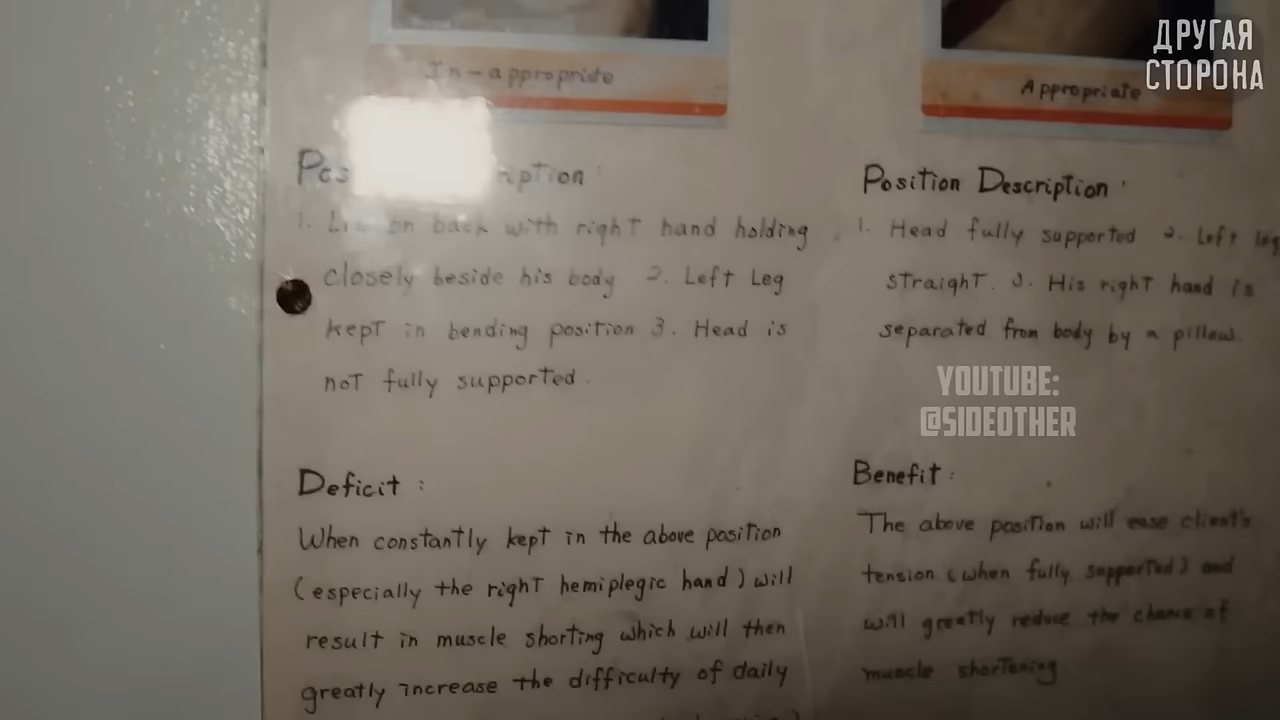 ДРУГАЯ
СТОРОНА
In-appropride
Position Description:
1. Lie on back with right hand holding
closely beside his body 2. Left Leg
kept in bending position 3. Head is
not fully supported.
Deficit:
When constantly kept in the above position
(especially the right hemiplegic hand) will
result in muscle shorting which will then
greatly increase the difficulty of daily
Appropriate
Position Description:
1. Head fully supported 2. Left leg
straight. 3. His right hand is
separated from body by a pillow.
YOUTUBE:
@SIDEOTHER
Benefit:
The above position will ease client's
tension (when fully supported) and
will greatly reduce the chance of
muscle shortening